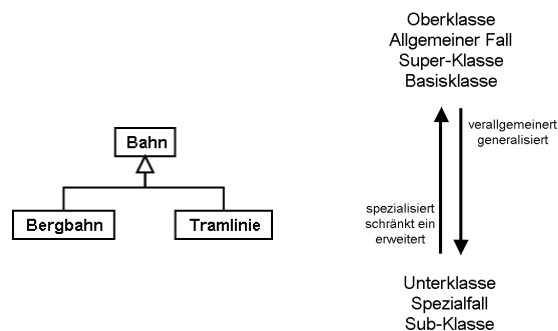 Oberklasse
Allgemeiner Fall
Super-Klasse
Basisklasse
Bahn
Bergbahn
Tramlinie
verallgemeinert
generalisiert
spezialisiert
schränkt ein
erweitert
Unterklasse
Spezialfall
Sub-Klasse